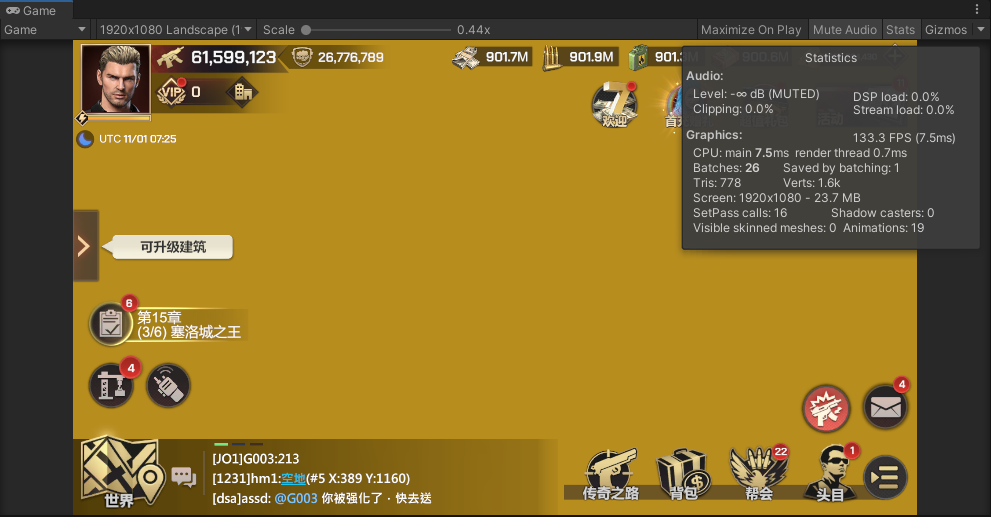 Game
Game
1920x1080 Landscape (1
Scale
0.44x
Maximize On Play
Mute Audio
Stats
Gizmos
61,599,123
26,776,789
901.7M
901.9M
901.
VIP 0
UTC 11/01 07:25
欢迎
首
Statistics
Audio:
Level: -∞ dB (MUTED)
DSP load: 0.0%
Clipping: 0.0%
Stream load: 0.0%
Graphics:
133.3 FPS (7.5ms)
CPU: main 7.5ms render thread 0.7ms
Batches: 26
Saved by batching: 1
Tris: 778
Verts: 1.6k
Screen: 1920x1080 - 23.7 MB
SetPass calls: 16
Shadow casters: 0
Visible skinned meshes: 0 Animations: 19
可升级建筑
6
第15章
(3/6) 塞洛城之王
4
4
世界
[JO1]G003:213
[1231]hm1:空地(#5 X:389 Y:1160)
[dsa]assd: @G003 你被强化了·快去送
传奇之路
背包
22
帮会
1
头目